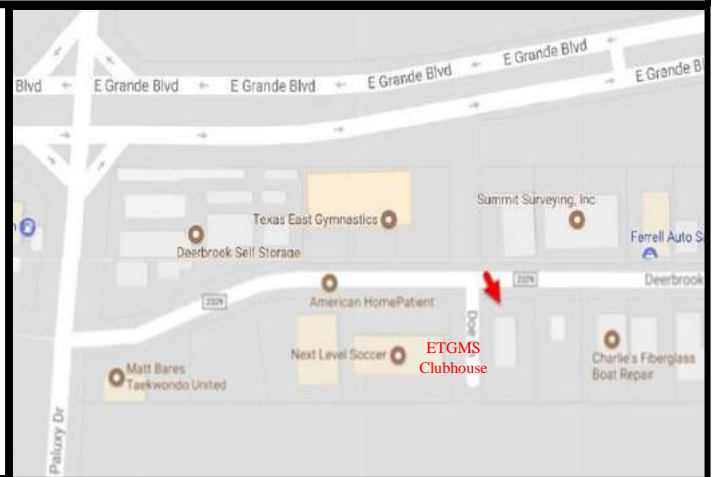 E Grande Blvd
E Grande Blvd
Blvd
E Grande Blvd
E Grande Blvd
E Grande B
Summit Surveying, Inc
Texas East Gymnastics
Ferrell Auto S
Deerbrook Self Storage
2329
Deerbrook
American HomePatient
2329
Doe
ETGMS
Clubhouse
Next Level Soccer
Charlie's Fiberglass
Boat Repair
Matt Bares
Taekwondo United
Paluxy Dr